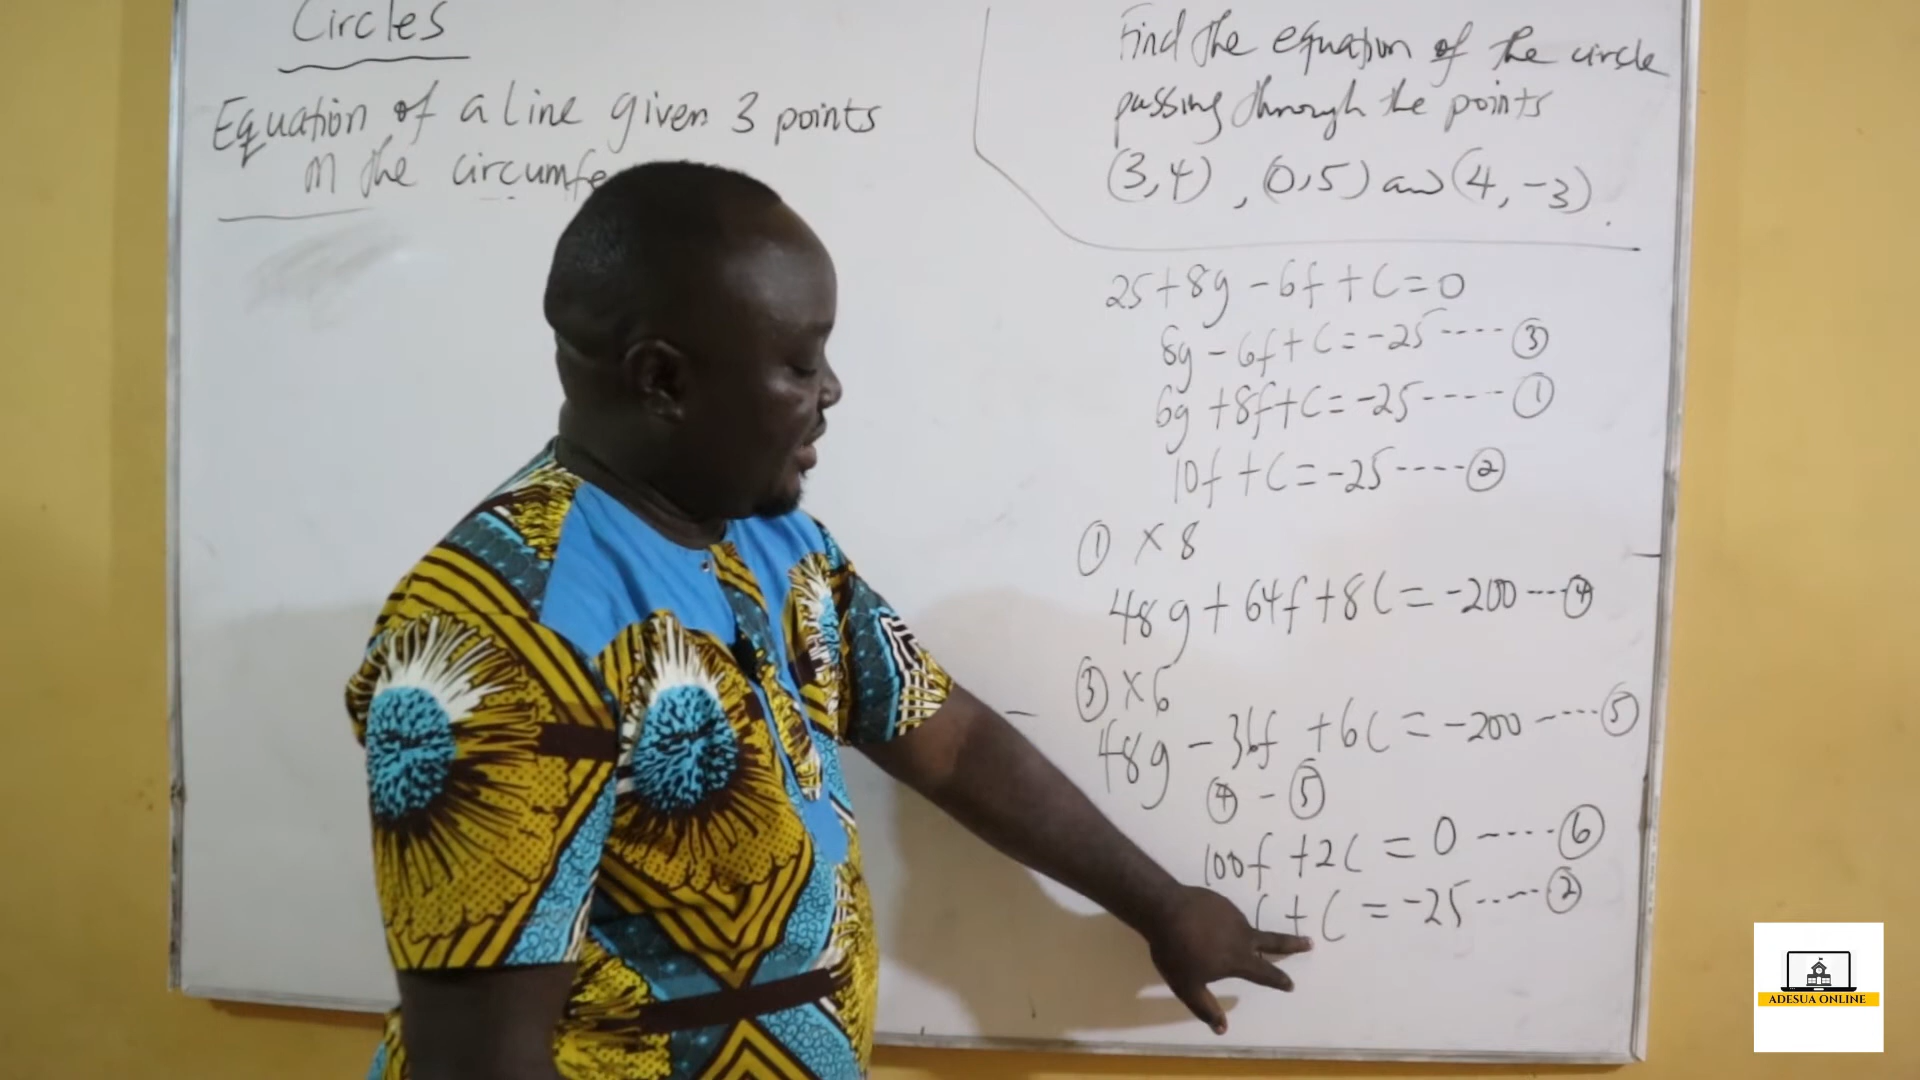 Circles
Equation of a line given 3 points
on the circumfe
Find the equation of the circle
passing through the points
(3,4), (0,5) and (4, -3).
25+8g-6f+C=0
8g-6f+C=-25----③
6g+8f+C=-25-----①
10f+C=-25----②
① × 8
48g+64f+8C=-200---④
③ ×6
48g-36f+6C=-200----⑤
④-⑤
100f+2C=0----⑥
f+C=-25----②
ADESUA ONLINE